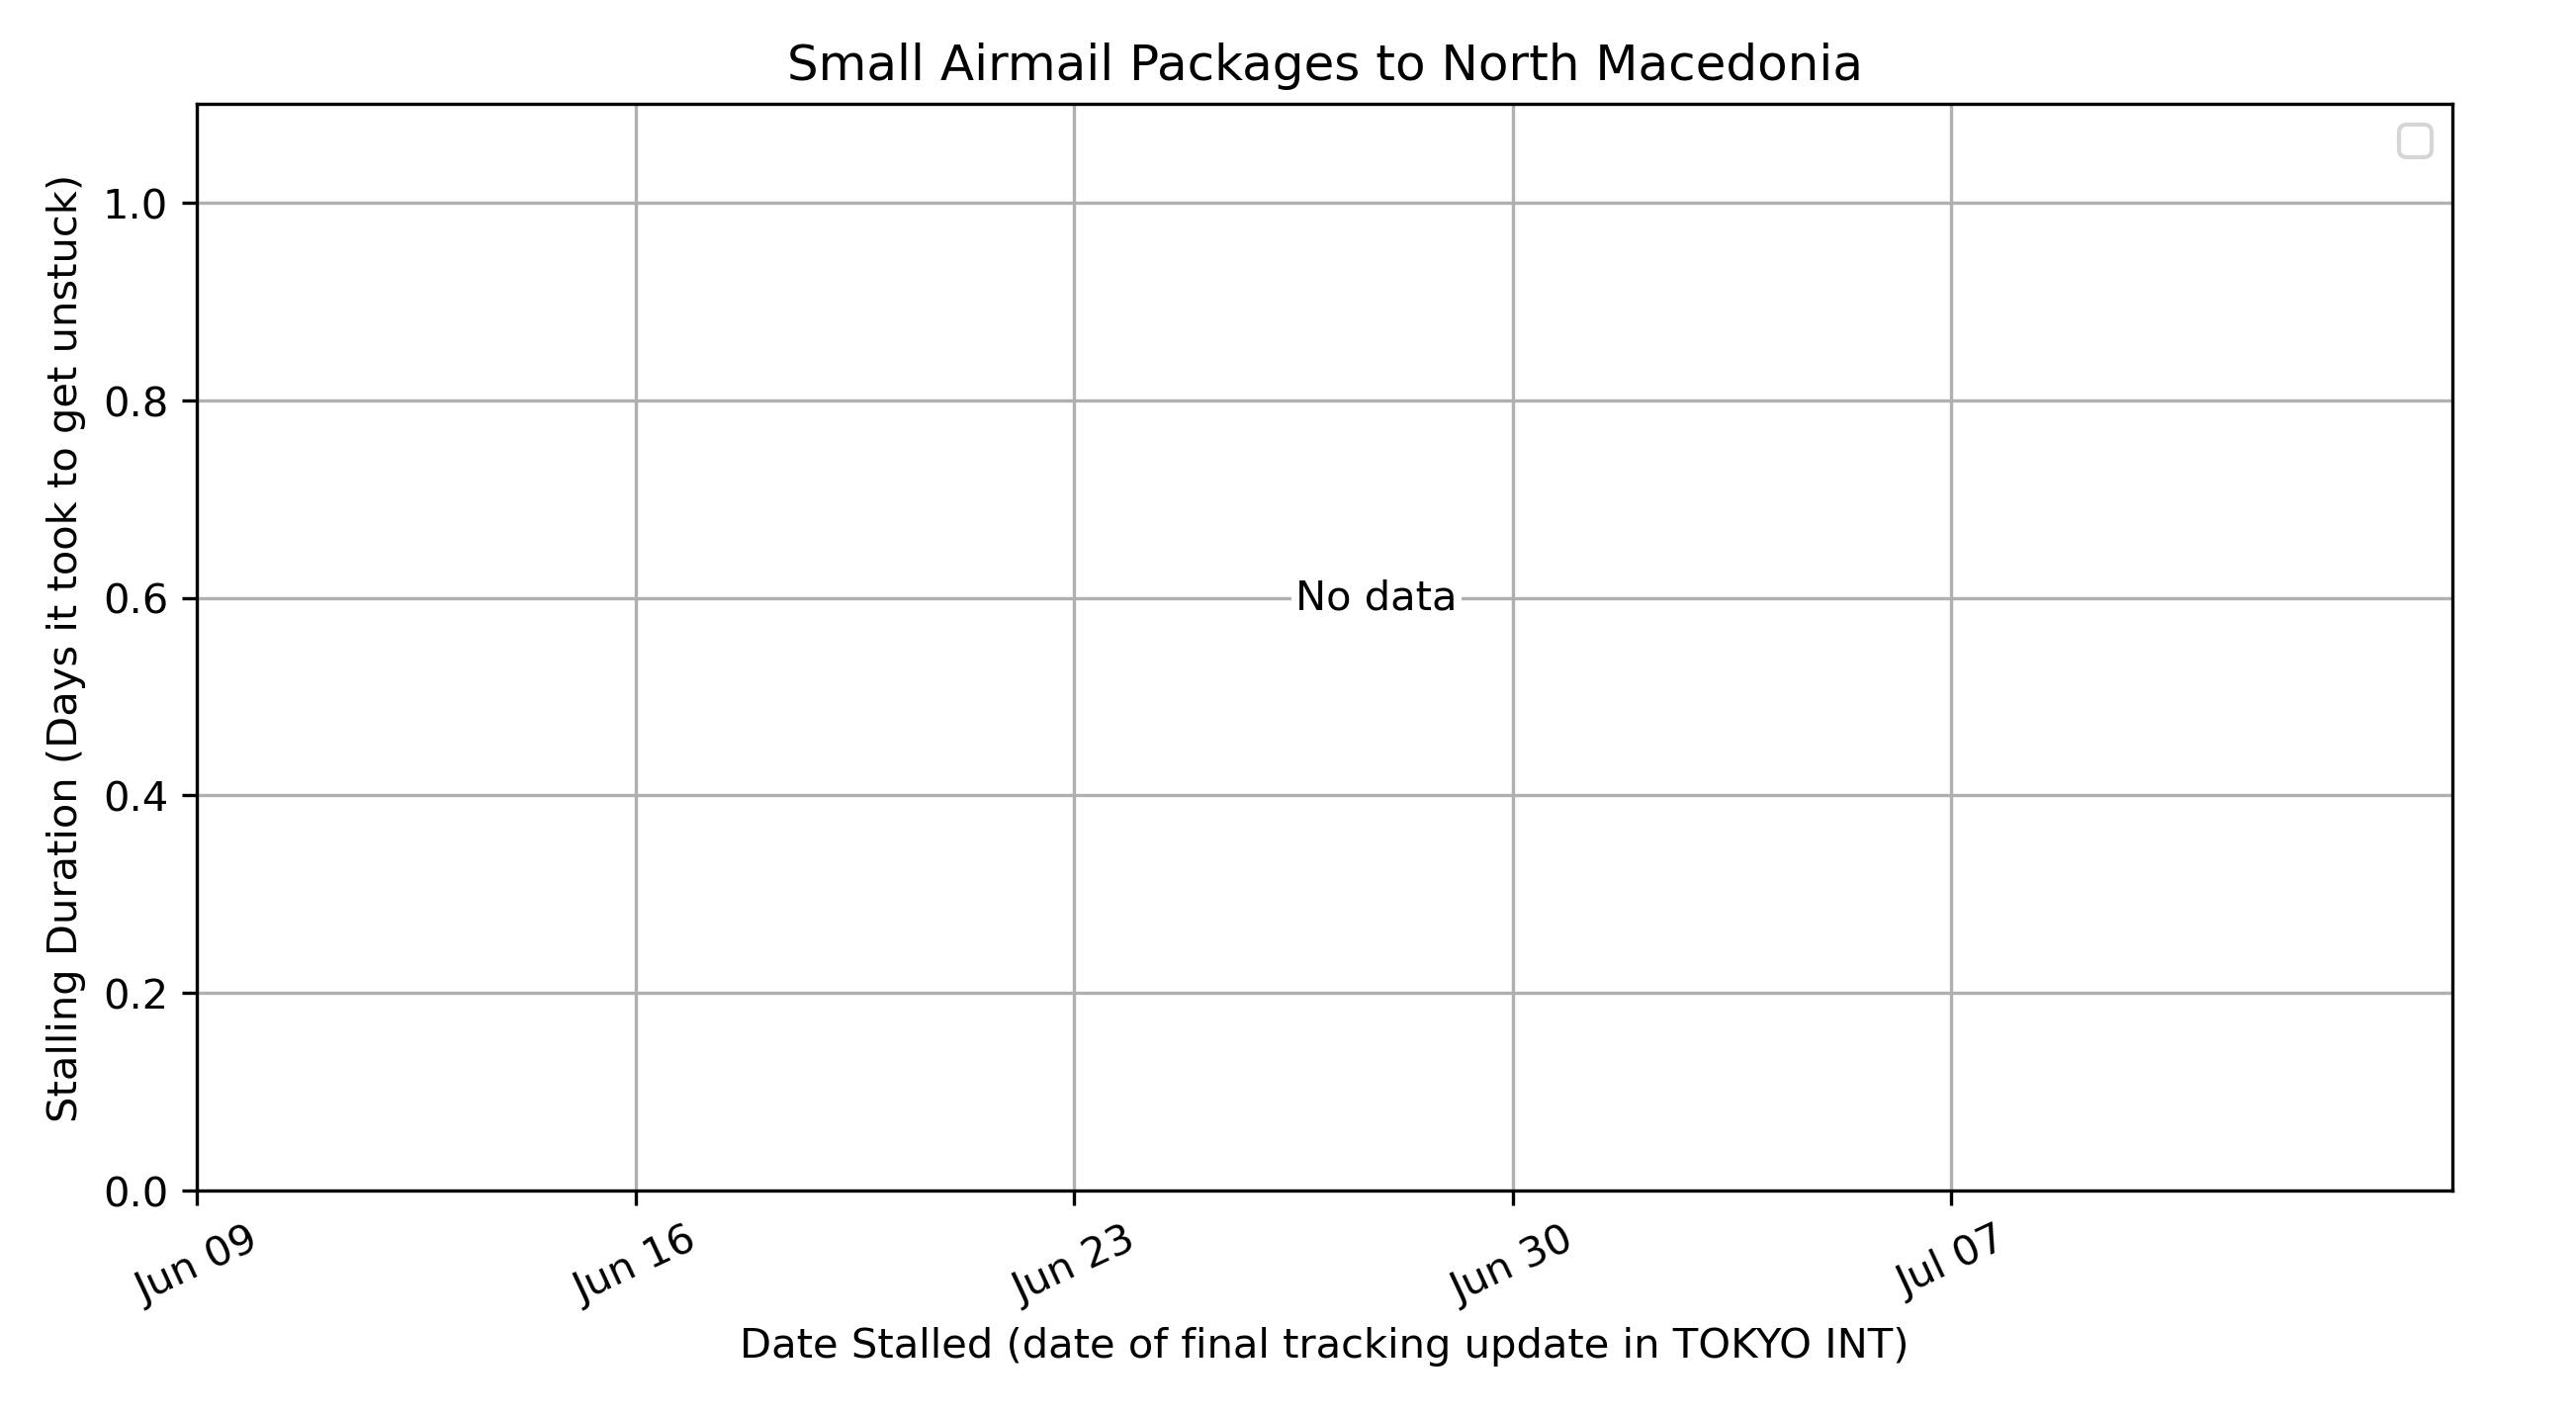 Small Airmail Packages to North Macedonia
Stalling Duration (Days it took to get unstuck)
1.0
0.8
0.6
0.4
0.2
0.0
No data
Jun 09
Jun 16
Jun 23
Jun 30
Jul 07
Date Stalled (date of final tracking update in TOKYO INT)